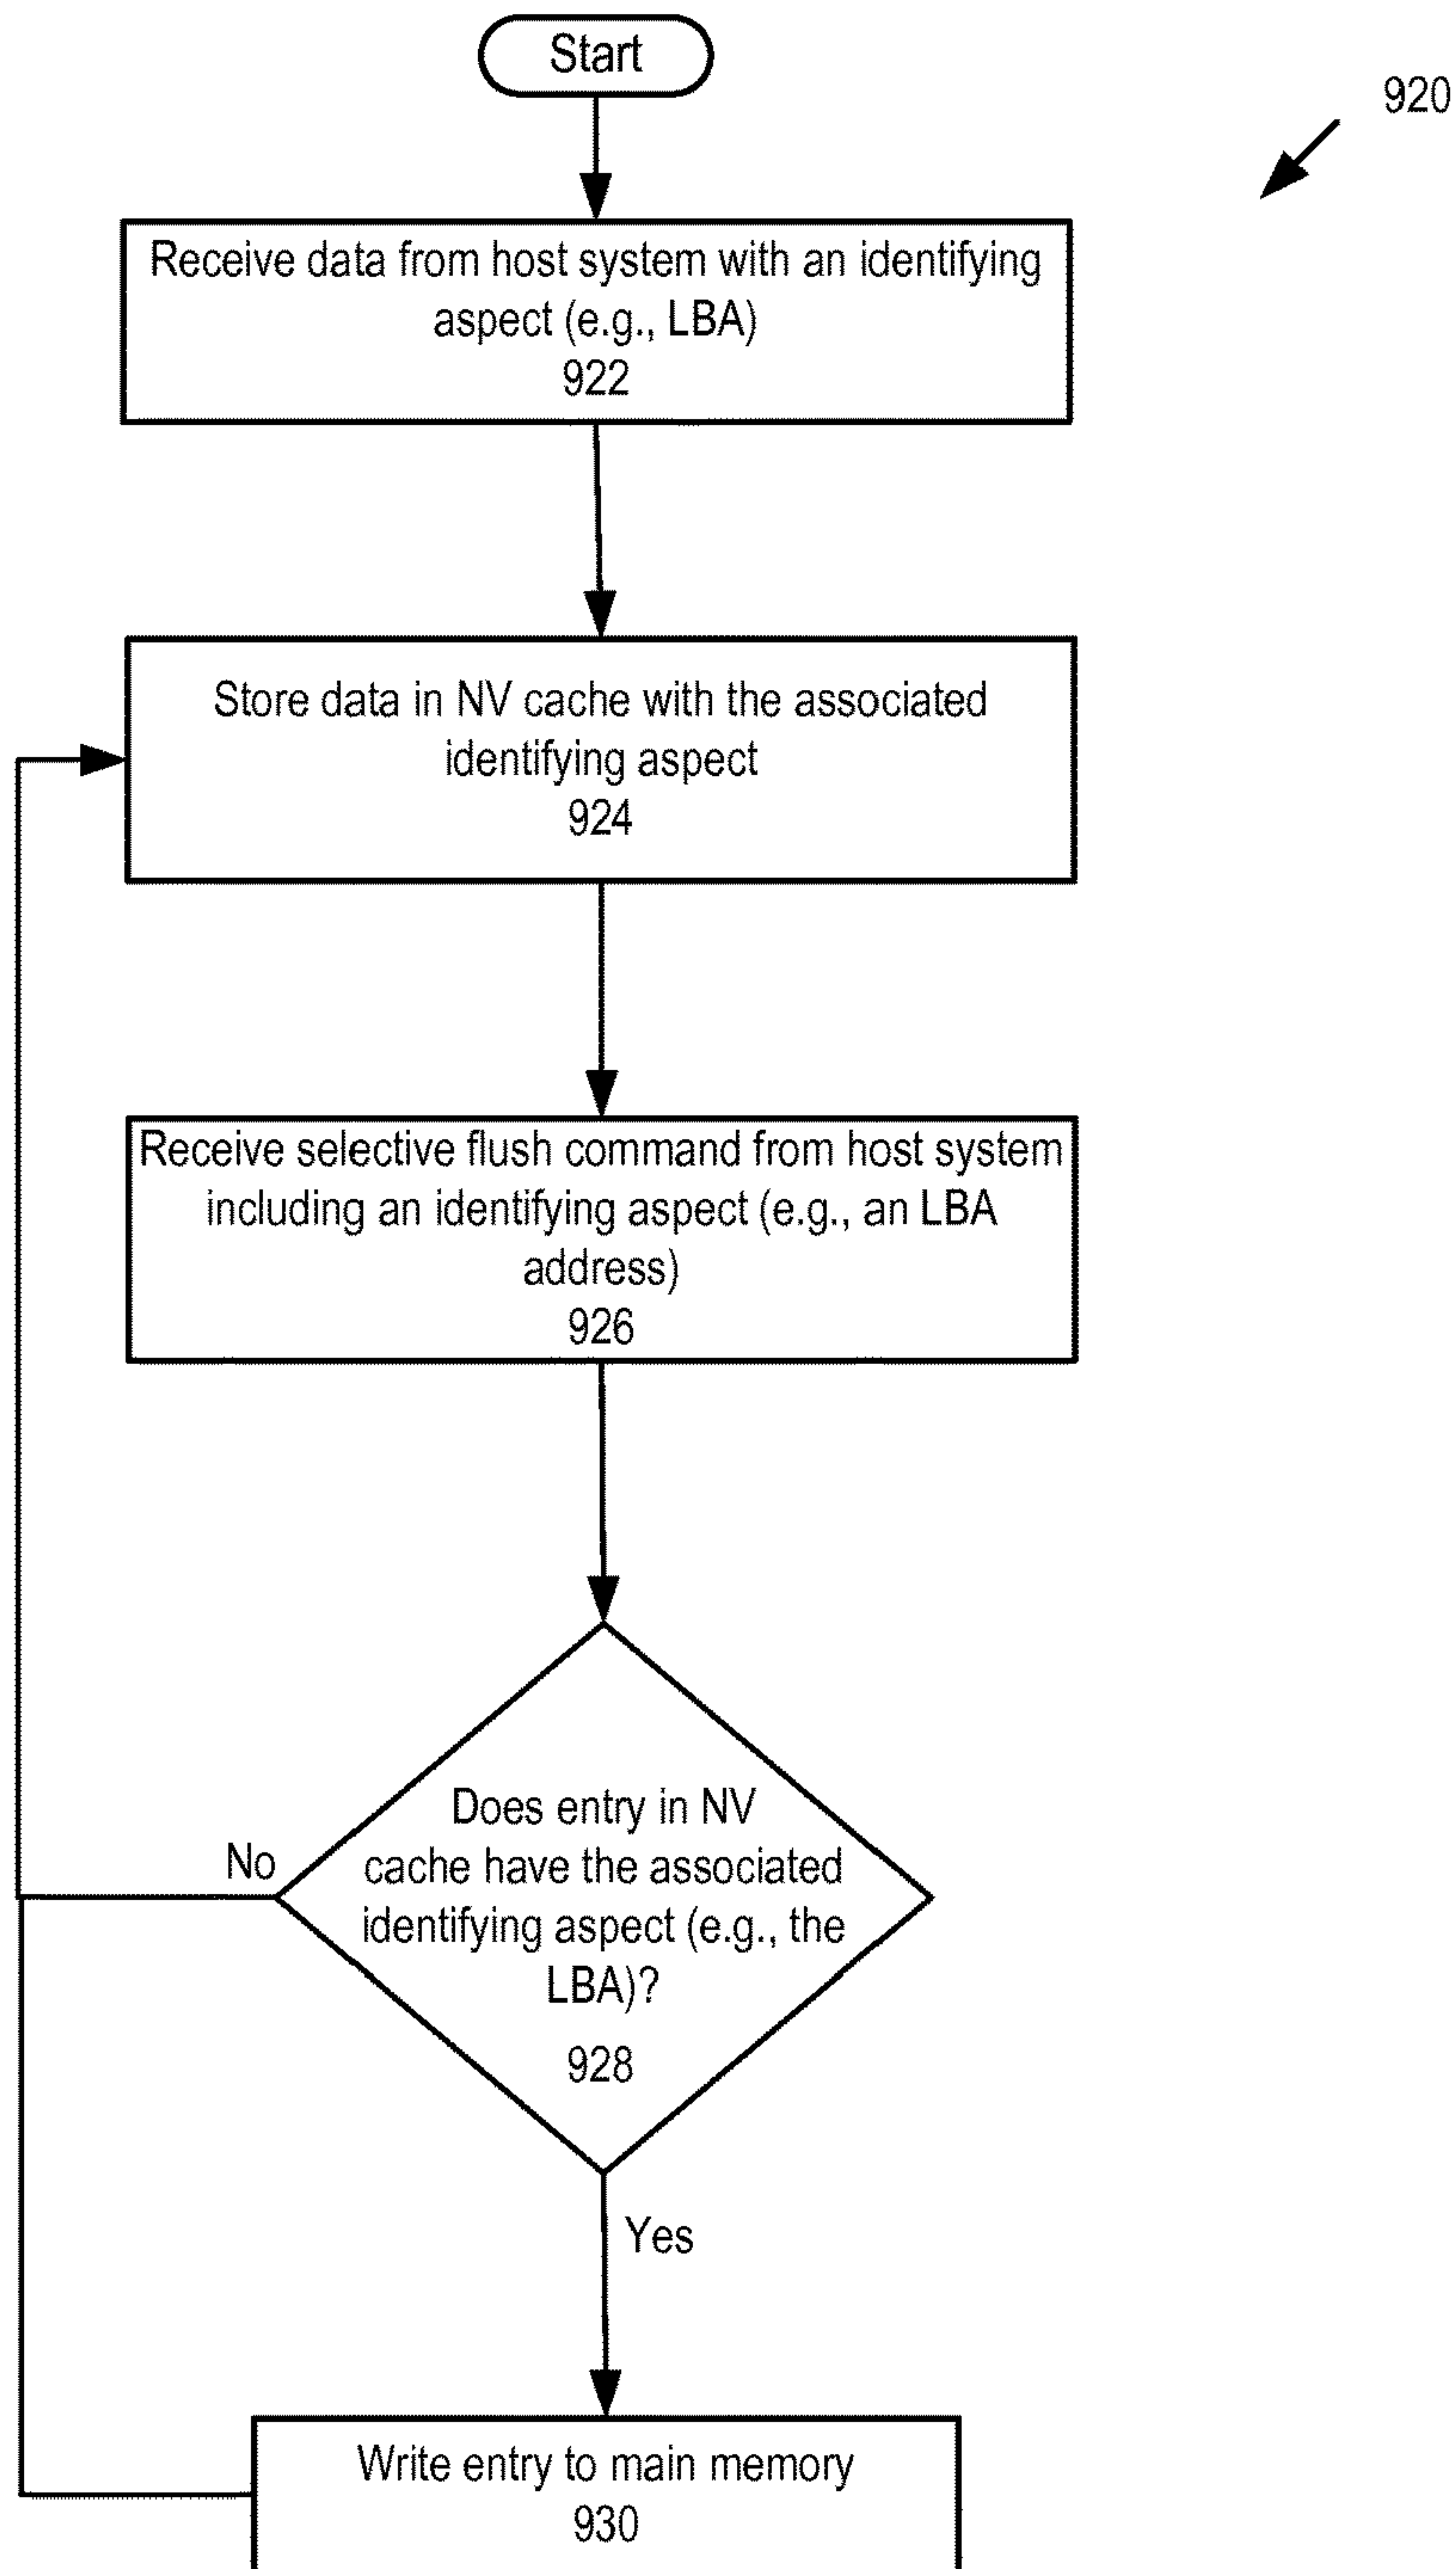 Start
920
Receive data from host system with an identifying
aspect (e.g., LBA)
922
Store data in NV cache with the associated
identifying aspect
924
Receive selective flush command from host system
including an identifying aspect (e.g., an LBA
address)
926
Does entry in NV
cache have the associated
identifying aspect (e.g., the
LBA)?
928
No
Yes
Write entry to main memory
930